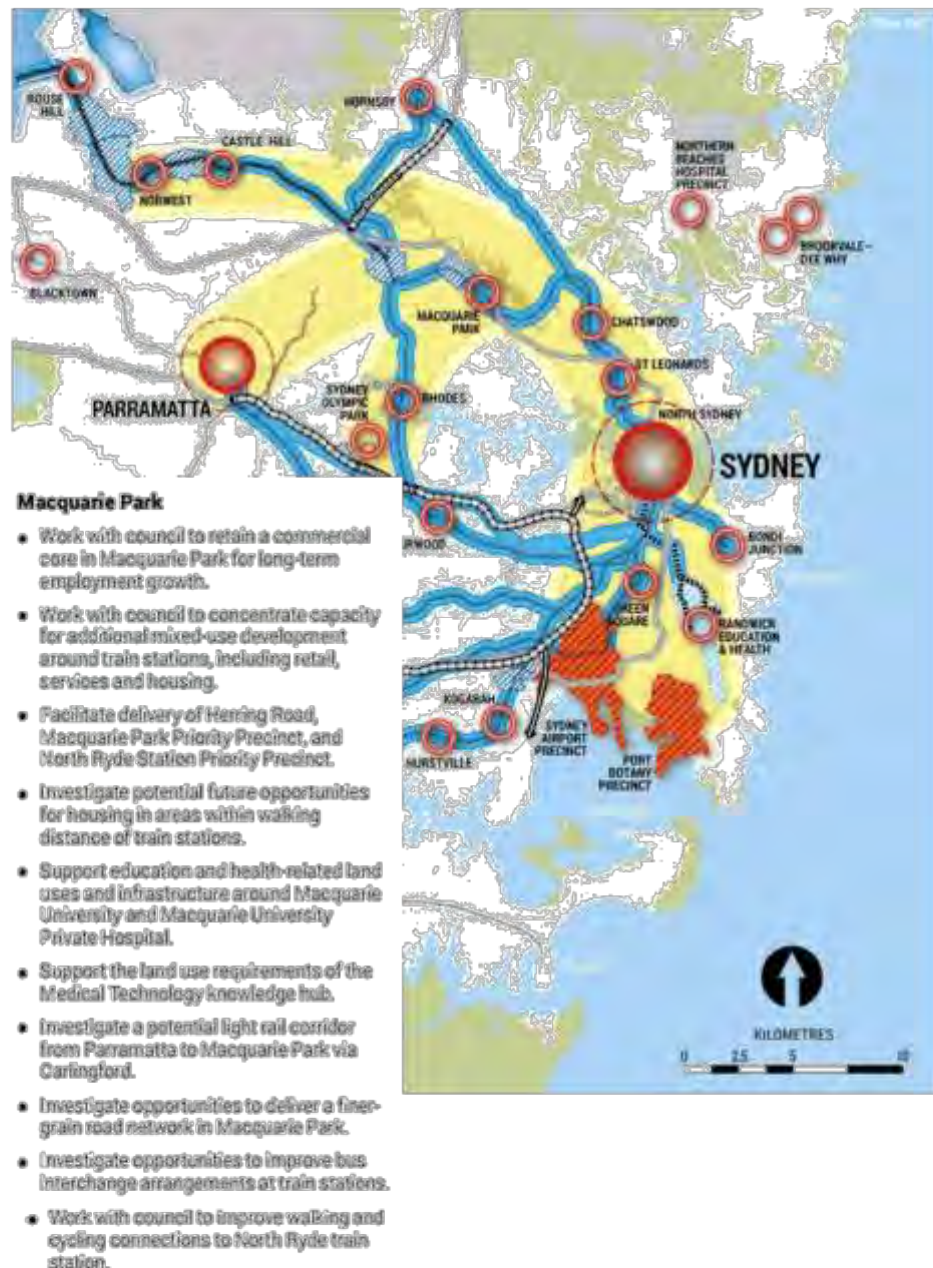 ROUSE
HILL
HORNSBY
CASTLE HILL
NORWEST
NORTHERN
BEACHES
HOSPITAL
PRECINCT
BROOKVALE–
DEE WHY
BLACKTOWN
MACQUARIE
PARK
CHATSWOOD
ST LEONARDS
SYDNEY
OLYMPIC
PARK
RHODES
PARRAMATTA
NORTH SYDNEY
SYDNEY
BONDI
JUNCTION
RWOOD
REEN
QUARE
RANDWICK
EDUCATION
& HEALTH
KOGARAH
HURSTVILLE
SYDNEY
AIRPORT
PRECINCT
PORT
BOTANY
PRECINCT
KILOMETRES
0 2.5 5 10
Macquarie Park
• Work with council to retain a commercial
core in Macquarie Park for long-term
employment growth.
• Work with council to concentrate capacity
for additional mixed-use development
around train stations, including retail,
services and housing.
• Facilitate delivery of Herring Road,
Macquarie Park Priority Precinct, and
North Ryde Station Priority Precinct.
• Investigate potential future opportunities
for housing in areas within walking
distance of train stations.
• Support education and health-related land
uses and infrastructure around Macquarie
University and Macquarie University
Private Hospital.
• Support the land use requirements of the
Medical Technology knowledge hub.
• Investigate a potential light rail corridor
from Parramatta to Macquarie Park via
Carlingford.
• Investigate opportunities to deliver a finer-
grain road network in Macquarie Park.
• Investigate opportunities to improve bus
interchange arrangements at train stations.
• Work with council to improve walking and
cycling connections to North Ryde train
station.